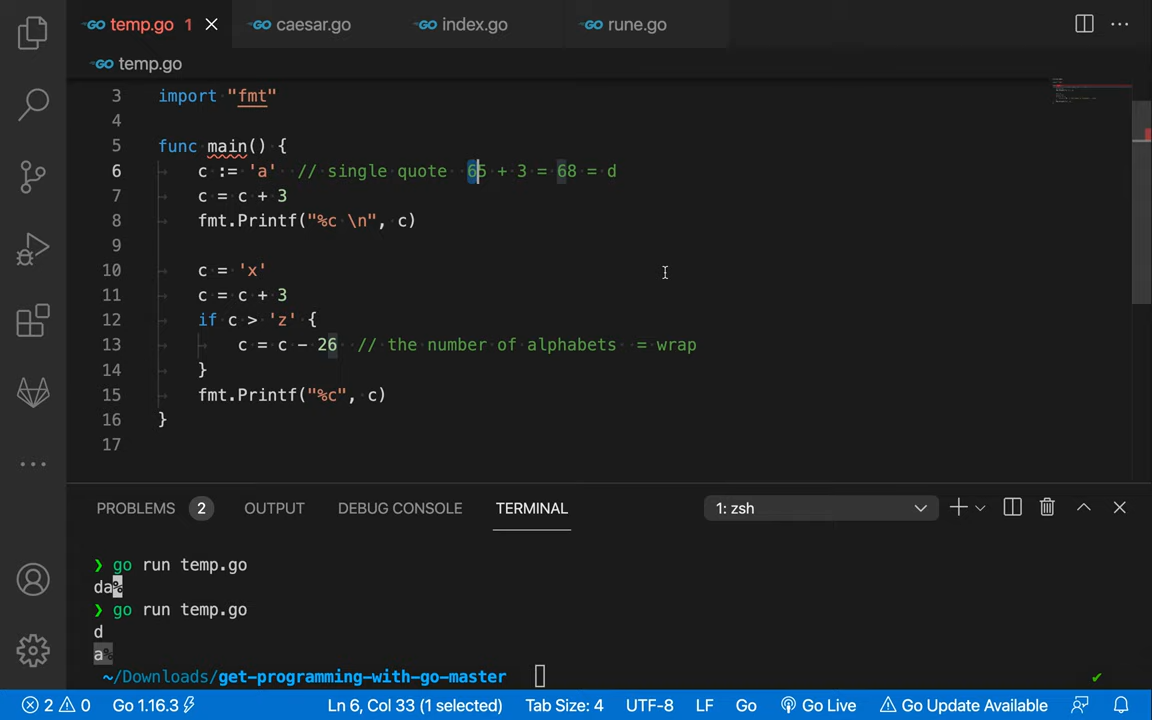 temp.go 1 caesar.go index.go rune.go
temp.go
3 import "fmt"
4
5 func main() {
6 c := 'a' // single quote 65 + 3 = 68 = d
7 c = c + 3
8 fmt.Printf("%c \n", c)
9
10 c = 'x'
11 c = c + 3
12 if c > 'z' {
13 c = c - 26 // the number of alphabets = wrap
14 }
15 fmt.Printf("%c", c)
16 }
17
PROBLEMS 2 OUTPUT DEBUG CONSOLE TERMINAL 1: zsh
❯ go run temp.go
da%
❯ go run temp.go
d
a%
~/Downloads/get-programming-with-go-master
2 0 Go 1.16.3 Ln 6, Col 33 (1 selected) Tab Size: 4 UTF-8 LF Go Go Live Go Update Available